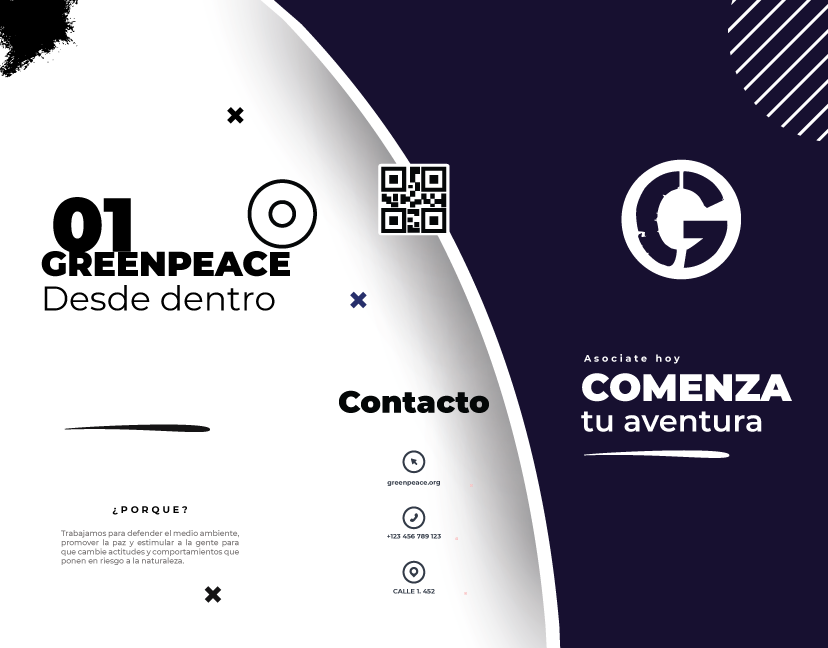 01
GREENPEACE
Desde dentro
¿PORQUE?
Trabajamos para defender el medio ambiente,
promover la paz y estimular a la gente para
que cambie actitudes y comportamientos que
ponen en riesgo a la naturaleza.
Contacto
greenpeace.org
+123 456 789 123
CALLE 1. 452
G
Asociate hoy
COMENZA
tu aventura